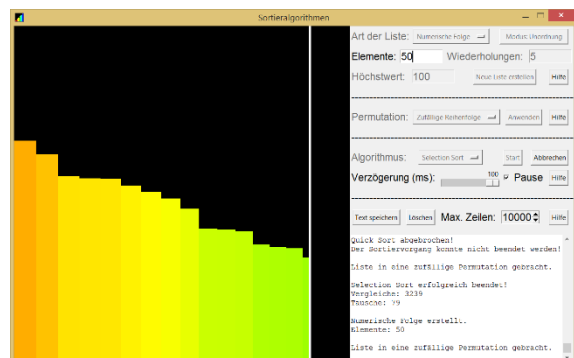 Sortieralgorithmen
Art der Liste: Numerische Folge Modus: Unordnung
Elemente: 50 Wiederholungen: 5
Höchstwert: 100 Neue Liste erstellen Hilfe
Permutation: Zufällige Reihenfolge Anwenden Hilfe
Algorithmus: Selection Sort Start Abbrechen
Verzögerung (ms): 100 Pause Hilfe
Text speichern Löschen Max. Zeilen: 10000 Hilfe
Quick Sort abgebrochen!
Der Sortiervorgang konnte nicht beendet werden!
Liste in eine zufällige Permutation gebracht.
Selection Sort erfolgreich beendet!
Vergleiche: 3239
Tausche: 79
Numerische Folge erstellt.
Elemente: 50
Liste in eine zufällige Permutation gebracht.